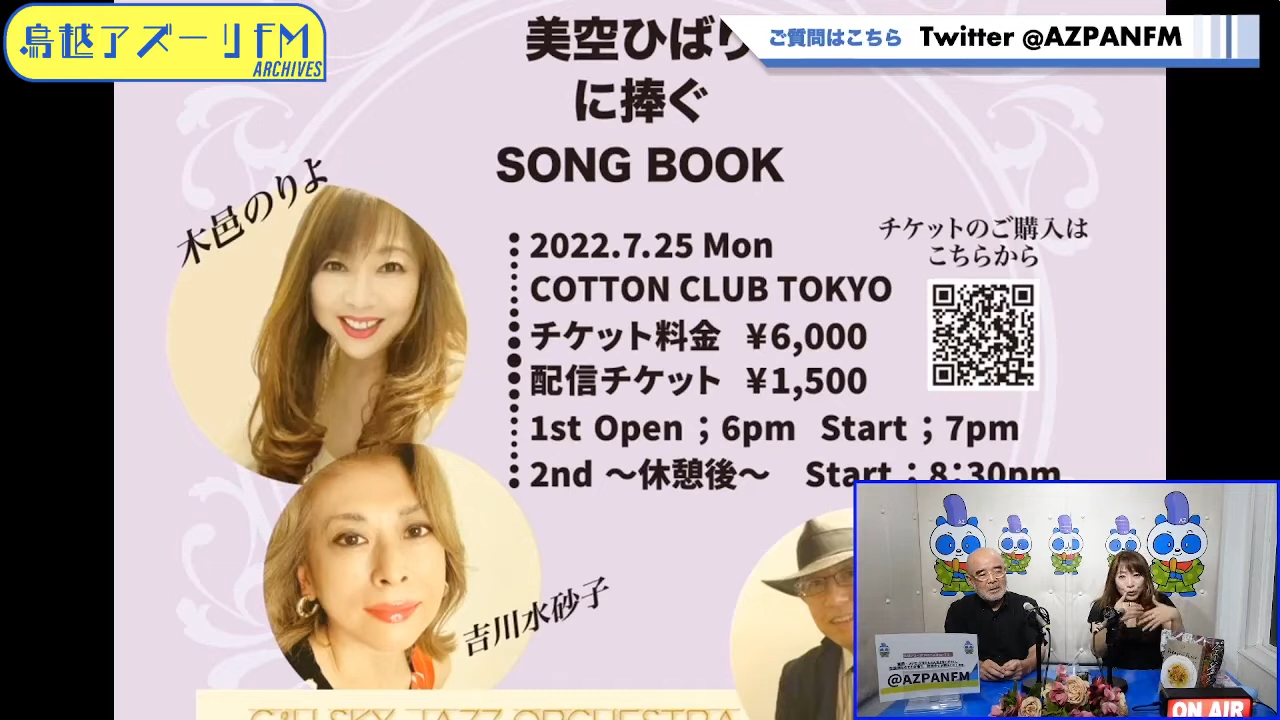 鳥越アズーリFM
ARCHIVES
ご質問はこちら Twitter @AZPANFM
美空ひばり
に捧ぐ
SONG BOOK
木邑のりよ
2022.7.25 Mon
COTTON CLUB TOKYO
チケット料金 ¥6,000
配信チケット ¥1,500
1st Open ; 6pm Start ; 7pm
2nd 〜休憩後〜 Start ; 8:30pm
チケットのご購入は
こちらから
吉川水砂子
SKY JAZZ ORCHESTRA
@AZPANFM
ON AIR